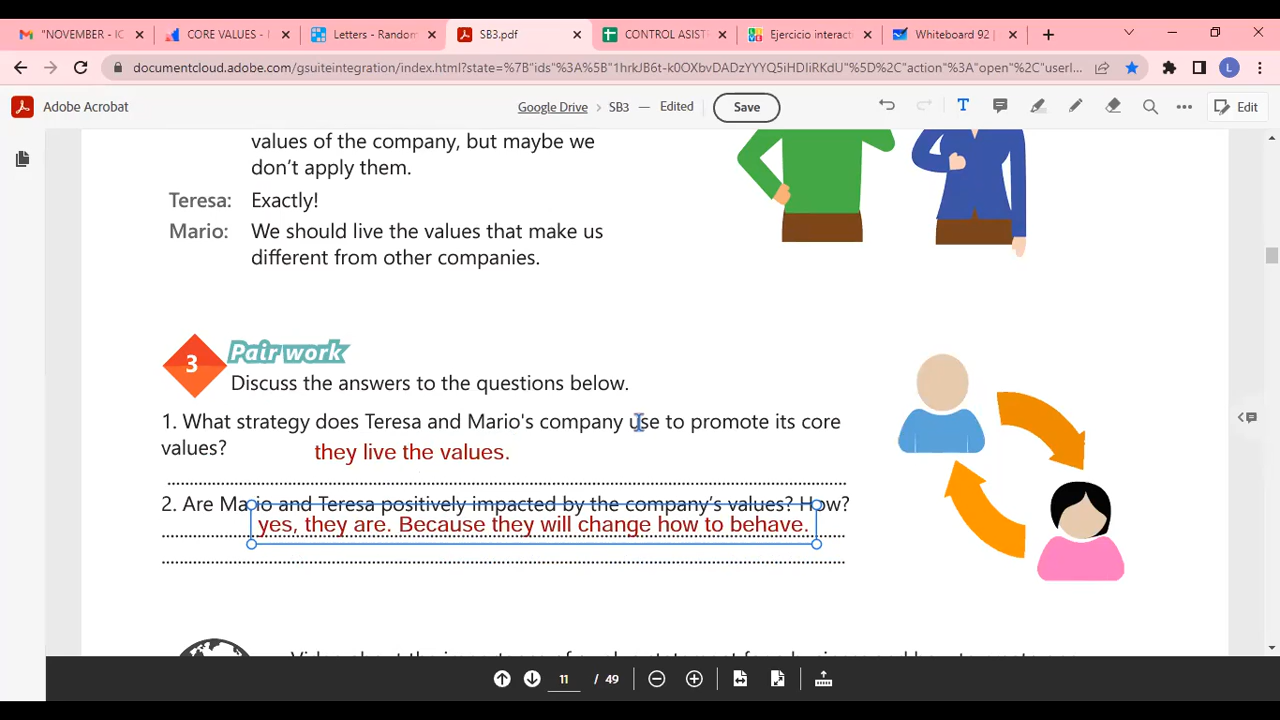 "NOVEMBER - IC
CORE VALUES - 
Letters - Random
SB3.pdf
CONTROL ASIST
Ejercicio interact
Whiteboard 92 |
documentcloud.adobe.com/gsuiteintegration/index.html?state=%7B"ids"%3A%5B"1hrkJB6t-k0OXbvDADzYYYQ5iHDIiRKdU"%5D%2C"action"%3A"open"%2C"userI...
L
Adobe Acrobat
Google Drive > SB3 — Edited
Save
Edit
values of the company, but maybe we
don't apply them.
Teresa: Exactly!
Mario: We should live the values that make us
different from other companies.
3 Pair work
Discuss the answers to the questions below.
1. What strategy does Teresa and Mario's company use to promote its core
values? they live the values.
2. Are Mario and Teresa positively impacted by the company's values? How?
yes, they are. Because they will change how to behave.
11 / 49